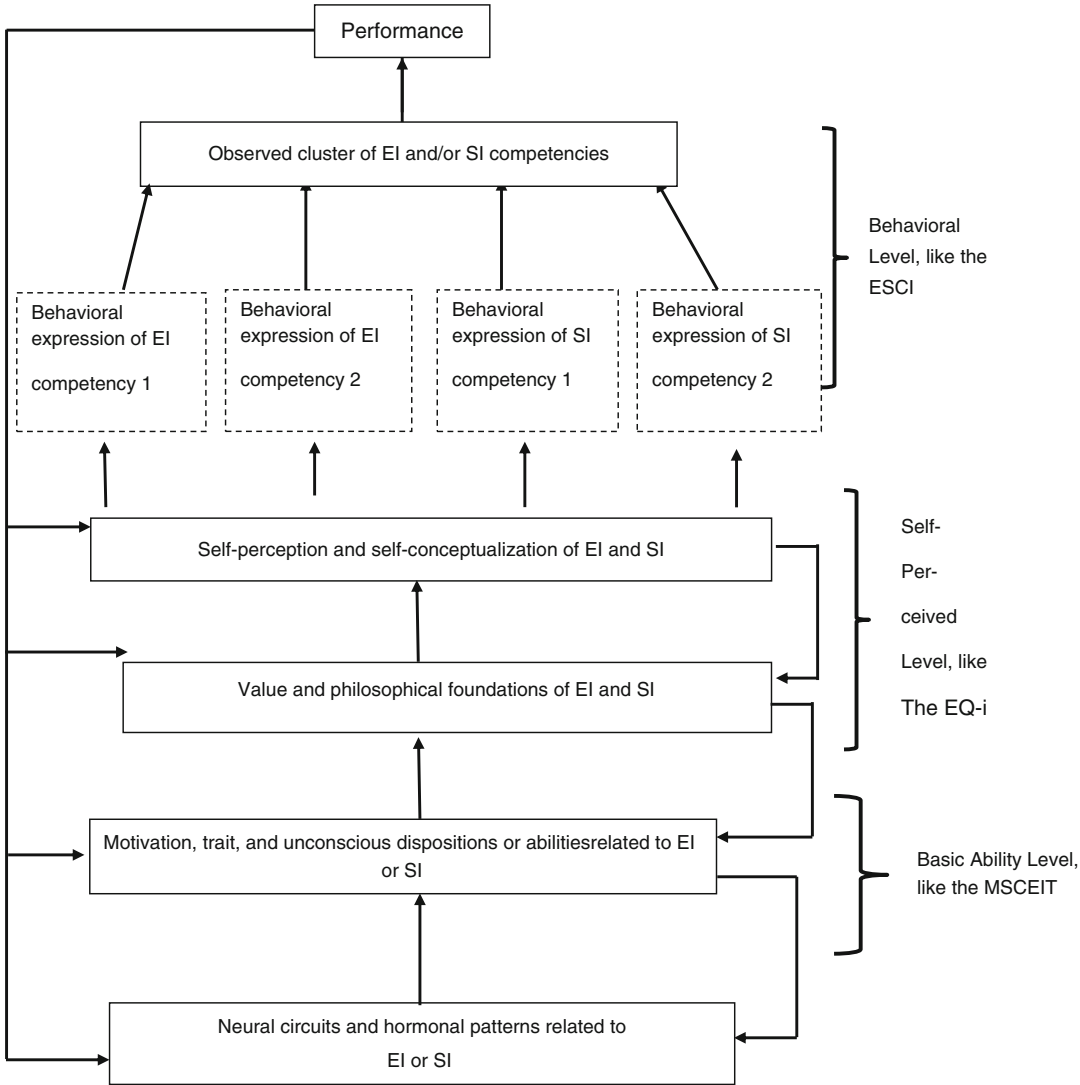 Performance
Observed cluster of EI and/or SI competencies
Behavioral
Level, like the
ESCI
Behavioral
expression of EI
competency 1
Behavioral
expression of EI
competency 2
Behavioral
expression of SI
competency 1
Behavioral
expression of SI
competency 2
Self-perception and self-conceptualization of EI and SI
Self-
Per-
ceived
Level, like
The EQ-i
Value and philosophical foundations of EI and SI
Motivation, trait, and unconscious dispositions or abilitiesrelated to EI
or SI
Basic Ability Level,
like the MSCEIT
Neural circuits and hormonal patterns related to
EI or SI